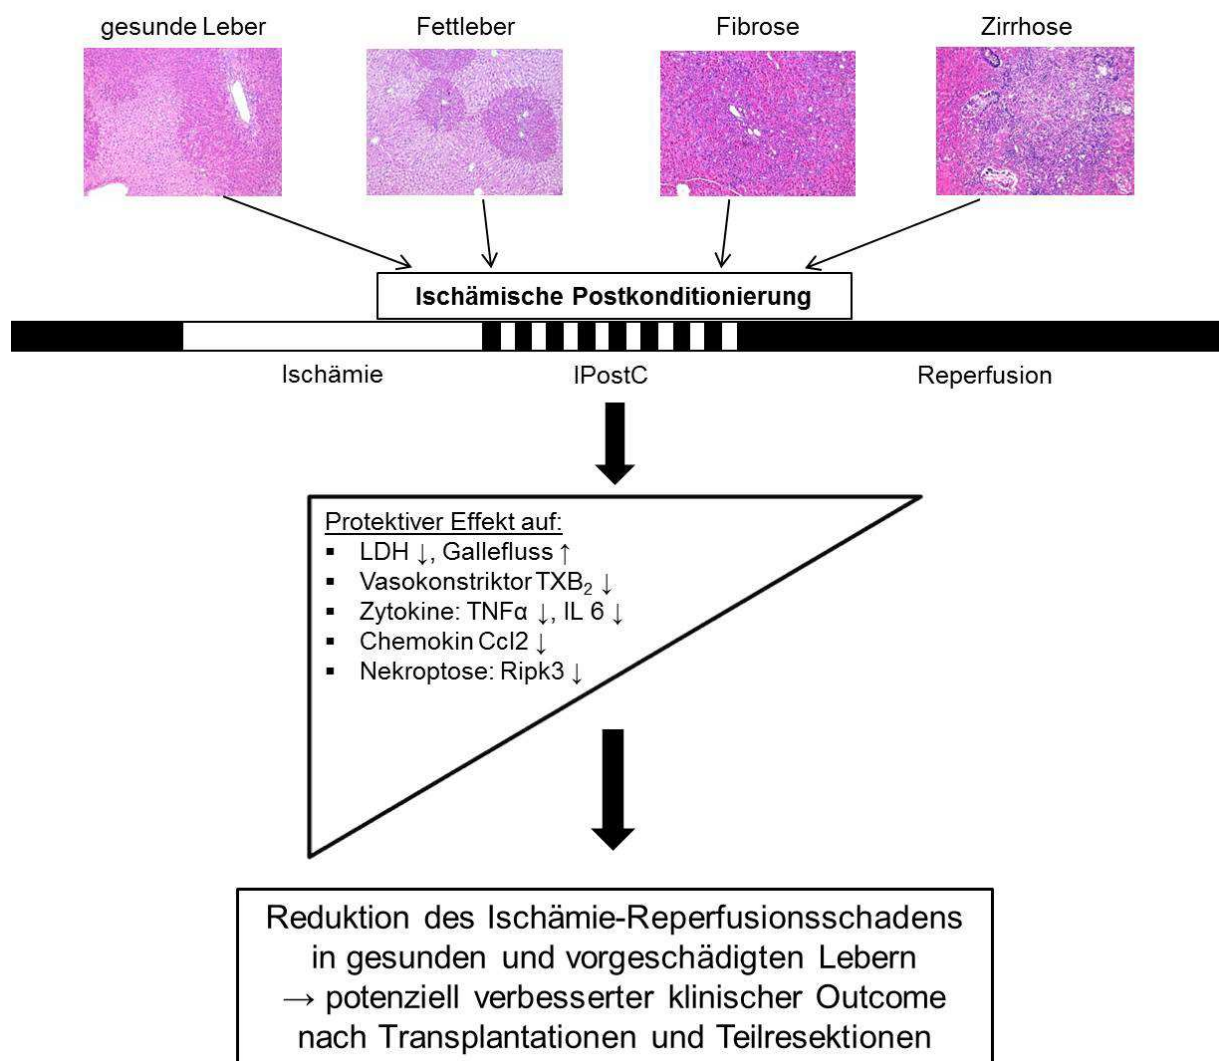 gesunde Leber Fettleber Fibrose Zirrhose
Ischämische Postkonditionierung
Ischämie IPostC Reperfusion
Protektiver Effekt auf:
▪ LDH ↓, Gallefluss ↑
▪ Vasokonstriktor TXB₂ ↓
▪ Zytokine: TNFα ↓, IL 6 ↓
▪ Chemokin Ccl2 ↓
▪ Nekroptose: Ripk3 ↓
Reduktion des Ischämie-Reperfusionsschadens
in gesunden und vorgeschädigten Lebern
→ potenziell verbesserter klinischer Outcome
nach Transplantationen und Teilresektionen